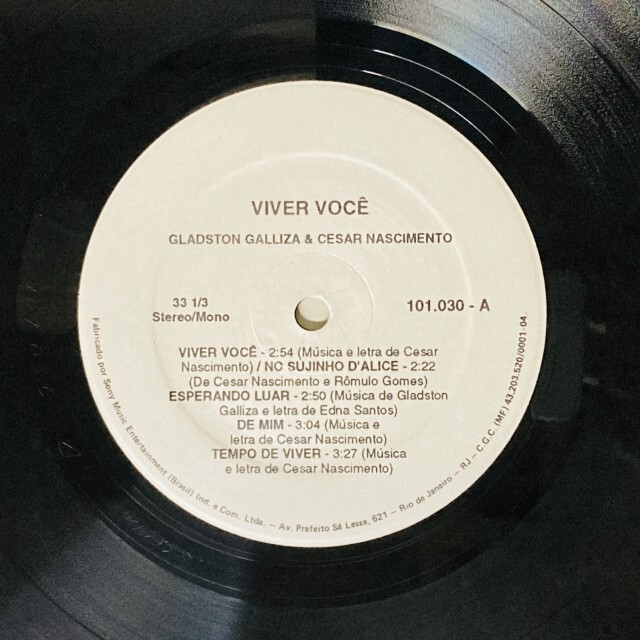 VIVER VOCÊ
GLADSTON GALLIZA & CESAR NASCIMENTO
33 1/3
Stereo/Mono
101.030 - A
VIVER VOCÊ - 2:54 (Música e letra de Cesar
Nascimento) / NO SUJINHO D'ALICE - 2:22
(De Cesar Nascimento e Rômulo Gomes)
ESPERANDO LUAR - 2:50 (Música de Gladston
Galliza e letra de Edna Santos)
DE MIM - 3:04 (Música e
letra de Cesar Nascimento)
TEMPO DE VIVER - 3:27 (Música
e letra de Cesar Nascimento)
Fabricado por Sony Music Entertainment (Brasil) Ind. e Com. Ltda. - Av. Prefeito Sá Lessa, 621 - Rio de Janeiro - RJ - C.G.C. (MF) 43.203.520/0001-04.